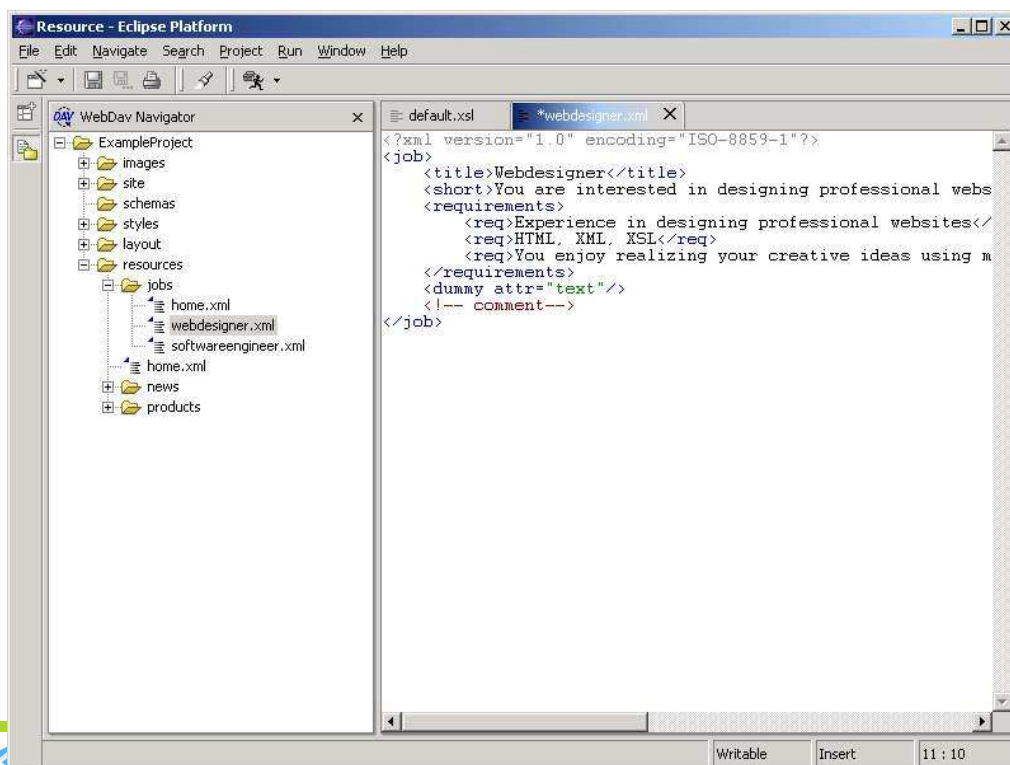 Resource - Eclipse Platform
File Edit Navigate Search Project Run Window Help
WebDav Navigator
ExampleProject
images
site
schemas
styles
layout
resources
jobs
home.xml
webdesigner.xml
softwareengineer.xml
home.xml
news
products
default.xsl *webdesigner.xml
<?xml version="1.0" encoding="ISO-8859-1"?>
<job>
<title>Webdesigner</title>
<short>You are interested in designing professional webs
<requirements>
<req>Experience in designing professional websites</
<req>HTML, XML, XSL</req>
<req>You enjoy realizing your creative ideas using m
</requirements>
<dummy attr="text"/>
<!-- comment-->
</job>
Writable Insert 11 : 10